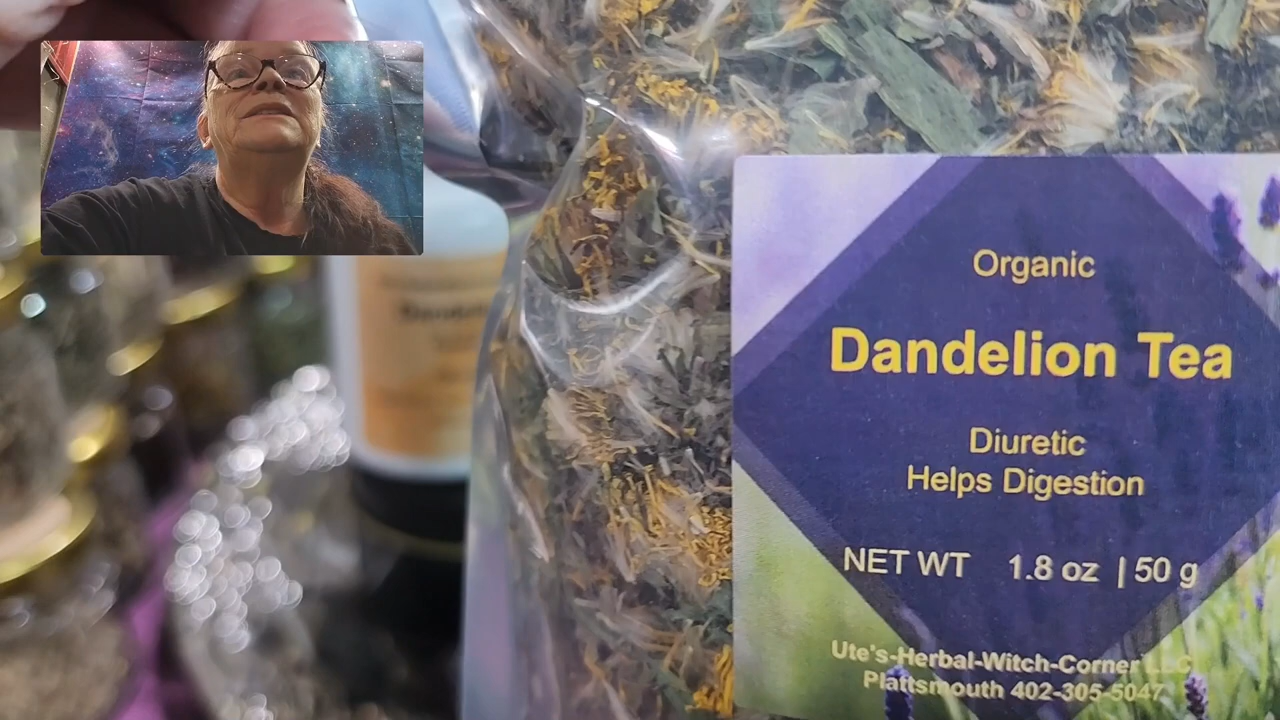 Organic
Dandelion Tea
Diuretic
Helps Digestion
NET WT 1.8 oz | 50 g
Ute's-Herbal-Witch-Corner LLC
Plattsmouth 402-305-5047